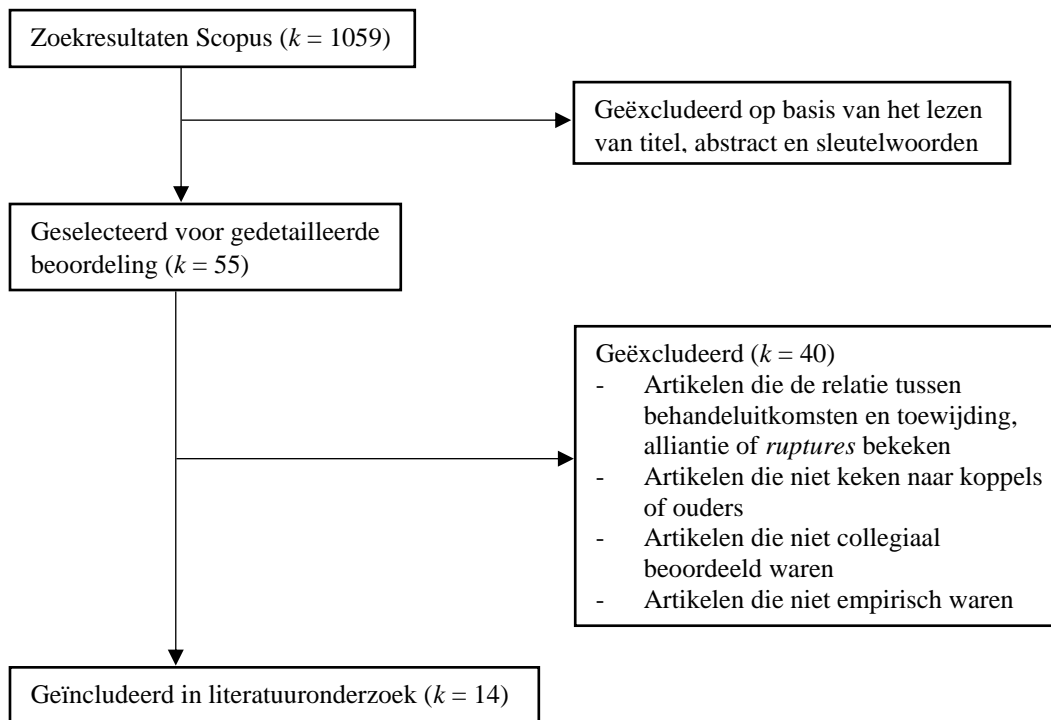 Zoekresultaten Scopus (k = 1059)
Geëxcludeerd op basis van het lezen
van titel, abstract en sleutelwoorden
Geselecteerd voor gedetailleerde
beoordeling (k = 55)
Geëxcludeerd (k = 40)
- Artikelen die de relatie tussen
behandeluitkomsten en toewijding,
alliantie of ruptures bekeken
- Artikelen die niet keken naar koppels
of ouders
- Artikelen die niet collegiaal
beoordeeld waren
- Artikelen die niet empirisch waren
Geïncludeerd in literatuuronderzoek (k = 14)